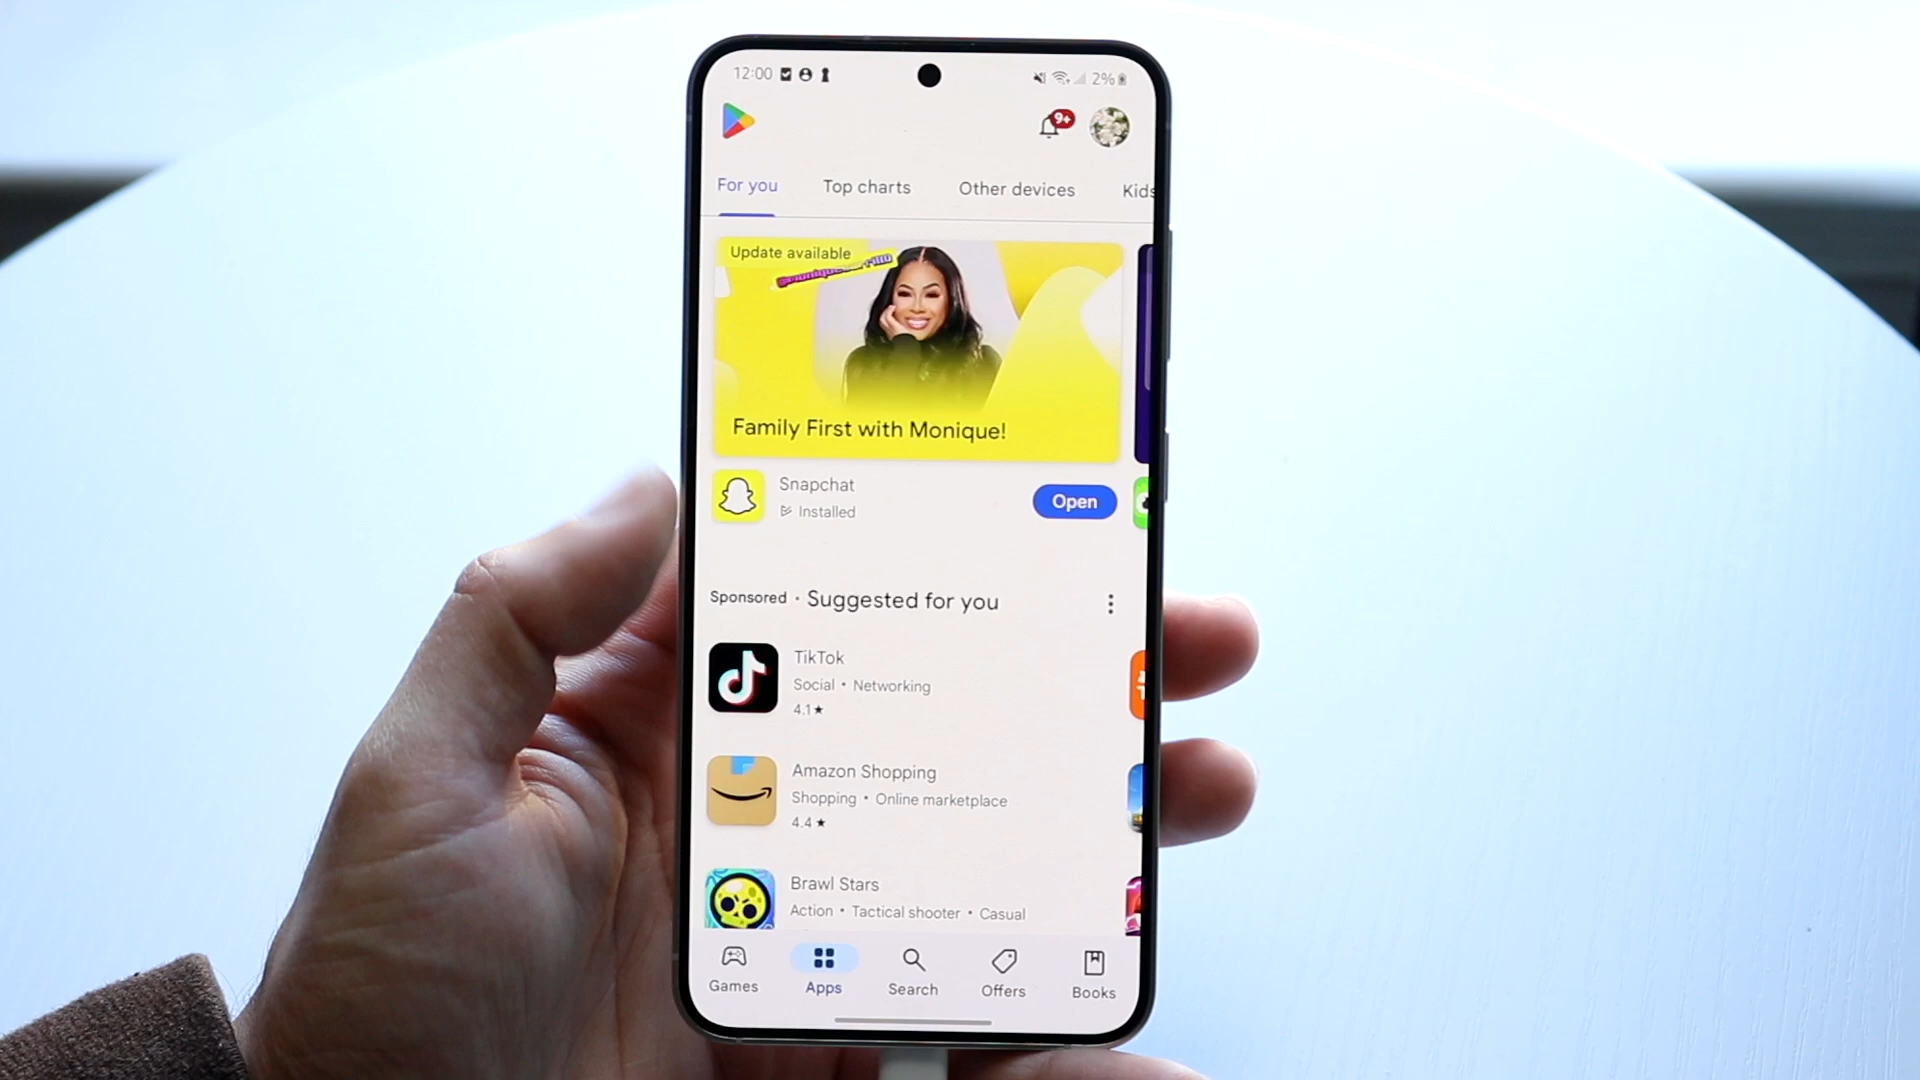 12:00
2%
9+
For you
Top charts
Other devices
Kids
Update available
Family First with Monique!
Snapchat
Installed
Open
Sponsored • Suggested for you
TikTok
Social • Networking
4.1★
Amazon Shopping
Shopping • Online marketplace
4.4★
Brawl Stars
Action • Tactical shooter • Casual
Games
Apps
Search
Offers
Books